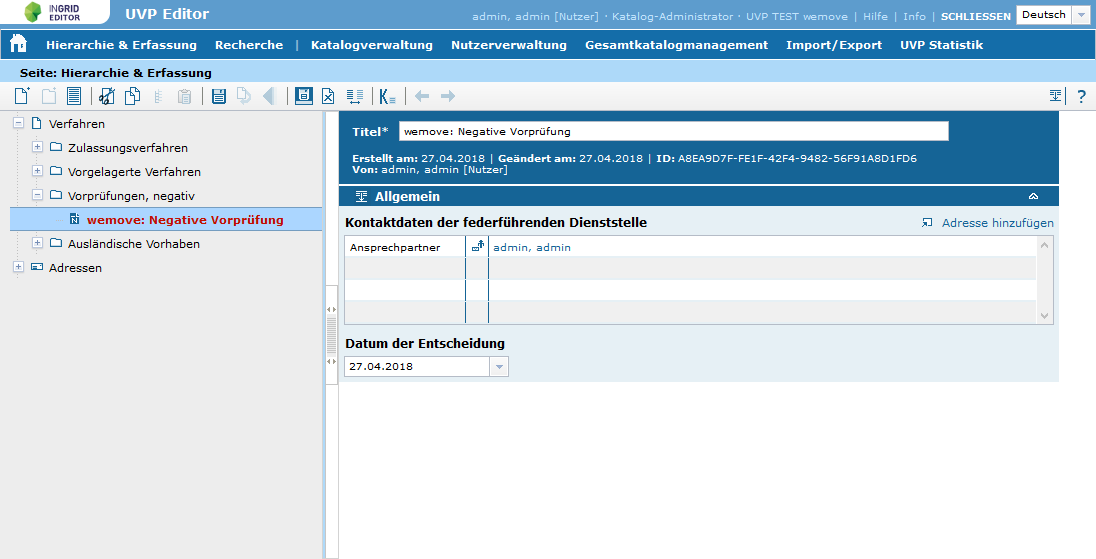 INGRID
EDITOR
UVP Editor
admin, admin [Nutzer] · Katalog-Administrator · UVP TEST wemove | Hilfe | Info | SCHLIESSEN Deutsch
Hierarchie & Erfassung Recherche | Katalogverwaltung Nutzerverwaltung Gesamtkatalogmanagement Import/Export UVP Statistik
Seite: Hierarchie & Erfassung
K
?
Verfahren
Zulassungsverfahren
Vorgelagerte Verfahren
Vorprüfungen, negativ
N wemove: Negative Vorprüfung
Ausländische Vorhaben
Adressen
Titel* wemove: Negative Vorprüfung
Erstellt am: 27.04.2018 | Geändert am: 27.04.2018 | ID: A8EA9D7F-FE1F-42F4-9482-56F91A8D1FD6
Von: admin, admin [Nutzer]
Allgemein
Kontaktdaten der federführenden Dienststelle Adresse hinzufügen
Ansprechpartner admin, admin
Datum der Entscheidung
27.04.2018